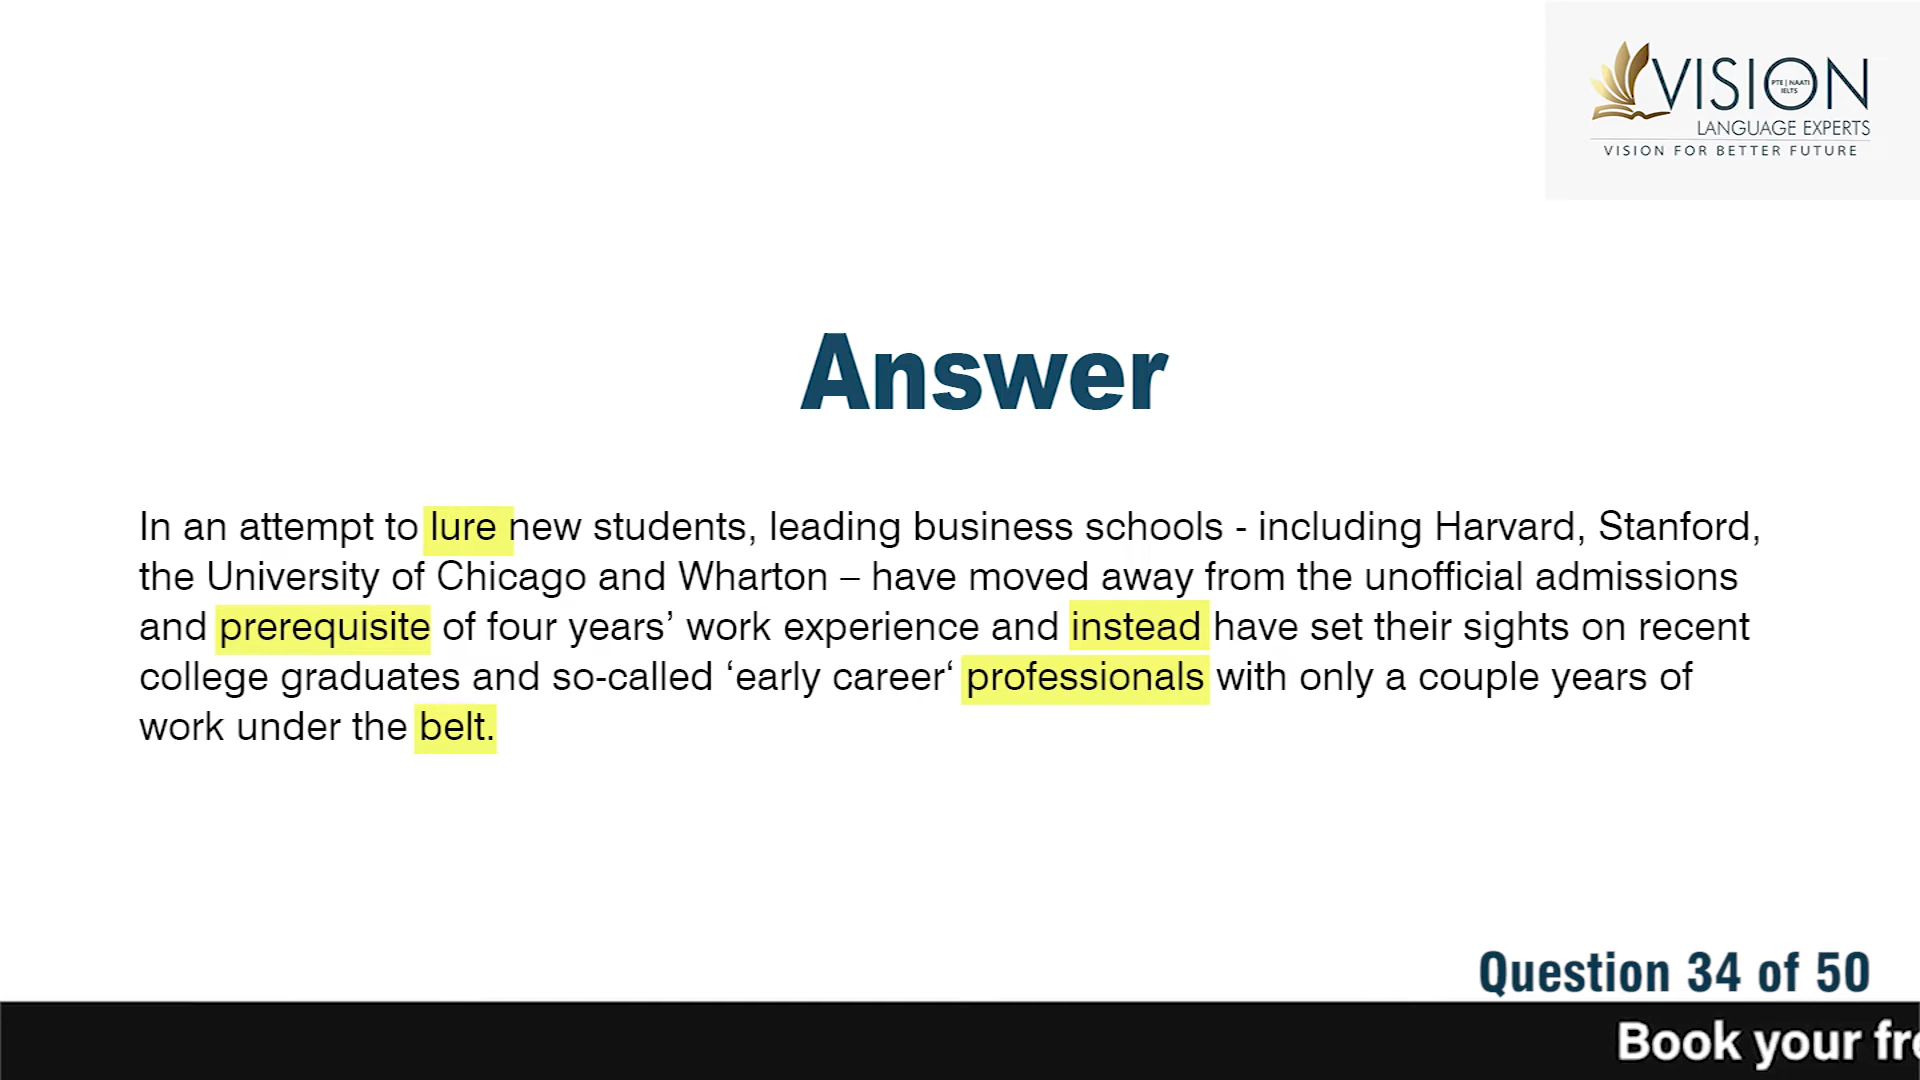 VISION
PTE | NAATI
IELTS
LANGUAGE EXPERTS
VISION FOR BETTER FUTURE
Answer
In an attempt to lure new students, leading business schools - including Harvard, Stanford,
the University of Chicago and Wharton – have moved away from the unofficial admissions
and prerequisite of four years’ work experience and instead have set their sights on recent
college graduates and so-called ‘early career‘ professionals with only a couple years of
work under the belt.
Question 34 of 50
Book your